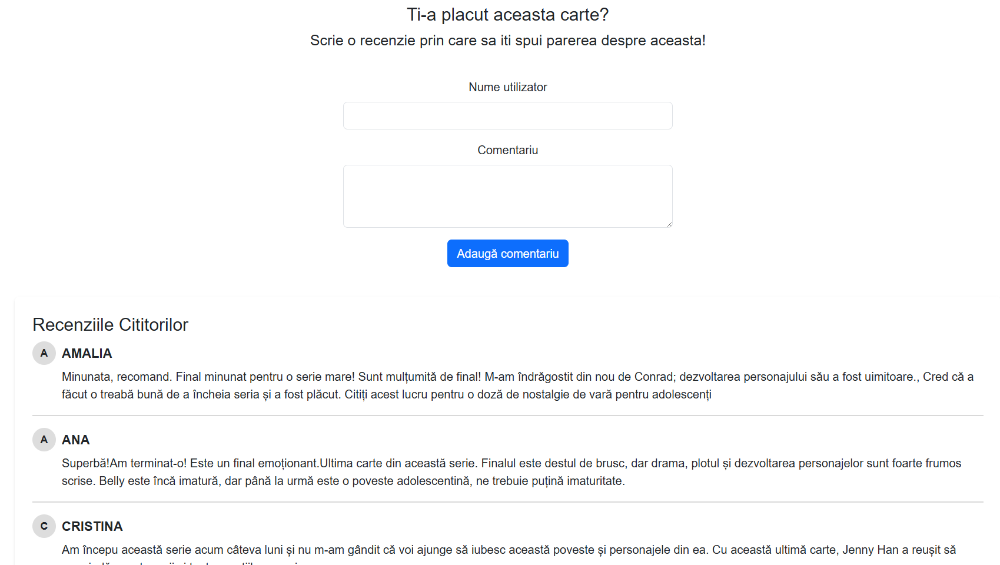 Ti-a placut aceasta carte?
Scrie o recenzie prin care sa iti spui parerea despre aceasta!
Nume utilizator
Comentariu
Adaugă comentariu
Recenziile Cititorilor
A AMALIA
Minunata, recomand. Final minunat pentru o serie mare! Sunt mulțumită de final! M-am îndrăgostit din nou de Conrad; dezvoltarea personajului său a fost uimitoare., Cred că a
făcut o treabă bună de a încheia seria și a fost plăcut. Citiți acest lucru pentru o doză de nostalgie de vară pentru adolescenți
A ANA
Superbă!Am terminat-o! Este un final emoționant.Ultima carte din această serie. Finalul este destul de brusc, dar drama, plotul și dezvoltarea personajelor sunt foarte frumos
scrise. Belly este încă imatură, dar până la urmă este o poveste adolescentină, ne trebuie puțină imaturitate.
C CRISTINA
Am începu această serie acum câteva luni și nu m-am gândit că voi ajunge să iubesc această poveste și personajele din ea. Cu această ultimă carte, Jenny Han a reușit să